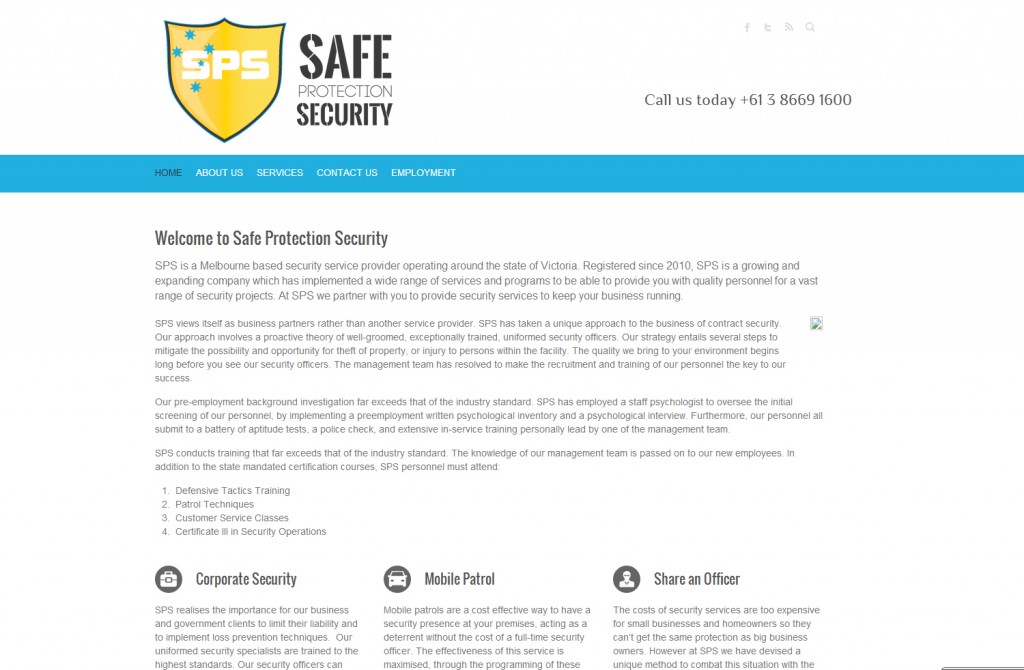 SPS
SAFE
PROTECTION
SECURITY
Call us today +61 3 8669 1600
HOME ABOUT US SERVICES CONTACT US EMPLOYMENT
Welcome to Safe Protection Security
SPS is a Melbourne based security service provider operating around the state of Victoria. Registered since 2010, SPS is a growing and
expanding company which has implemented a wide range of services and programs to be able to provide you with quality personnel for a vast
range of security projects. At SPS we partner with you to provide security services to keep your business running.
SPS views itself as business partners rather than another service provider. SPS has taken a unique approach to the business of contract security.
Our approach involves a proactive theory of well-groomed, exceptionally trained, uniformed security officers. Our strategy entails several steps to
mitigate the possibility and opportunity for theft of property, or injury to persons within the facility. The quality we bring to your environment begins
long before you see our security officers. The management team has resolved to make the recruitment and training of our personnel the key to our
success.
Our pre-employment background investigation far exceeds that of the industry standard. SPS has employed a staff psychologist to oversee the initial
screening of our personnel, by implementing a preemployment written psychological inventory and a psychological interview. Furthermore, our personnel all
submit to a battery of aptitude tests, a police check, and extensive in-service training personally lead by one of the management team.
SPS conducts training that far exceeds that of the industry standard. The knowledge of our management team is passed on to our new employees. In
addition to the state mandated certification courses, SPS personnel must attend:
1. Defensive Tactics Training
2. Patrol Techniques
3. Customer Service Classes
4. Certificate III in Security Operations
Corporate Security
SPS realises the importance for our business
and government clients to limit their liability and
to implement loss prevention techniques. Our
uniformed security specialists are trained to the
highest standards. Our security officers can
Mobile Patrol
Mobile patrols are a cost effective way to have a
security presence at your premises, acting as a
deterrent without the cost of a full-time security
officer. The effectiveness of this service is
maximised, through the programming of these
Share an Officer
The costs of security services are too expensive
for small businesses and homeowners so they
can't get the same protection as big business
owners. However at SPS we have devised a
unique method to combat this situation with the